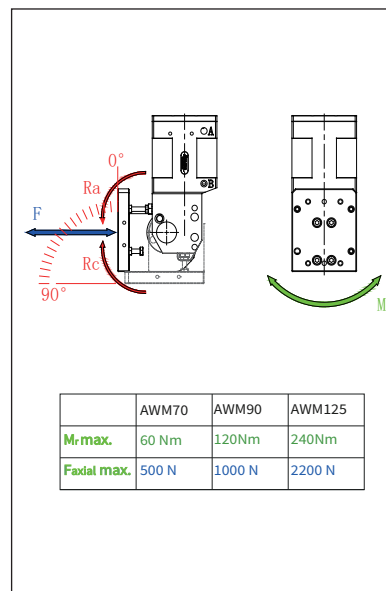 0°
A
Ra
B
F
Rc
90°
M
AWM70 AWM90 AWM125
Mr max. 60 Nm 120Nm 240Nm
Faxial max. 500 N 1000 N 2200 N